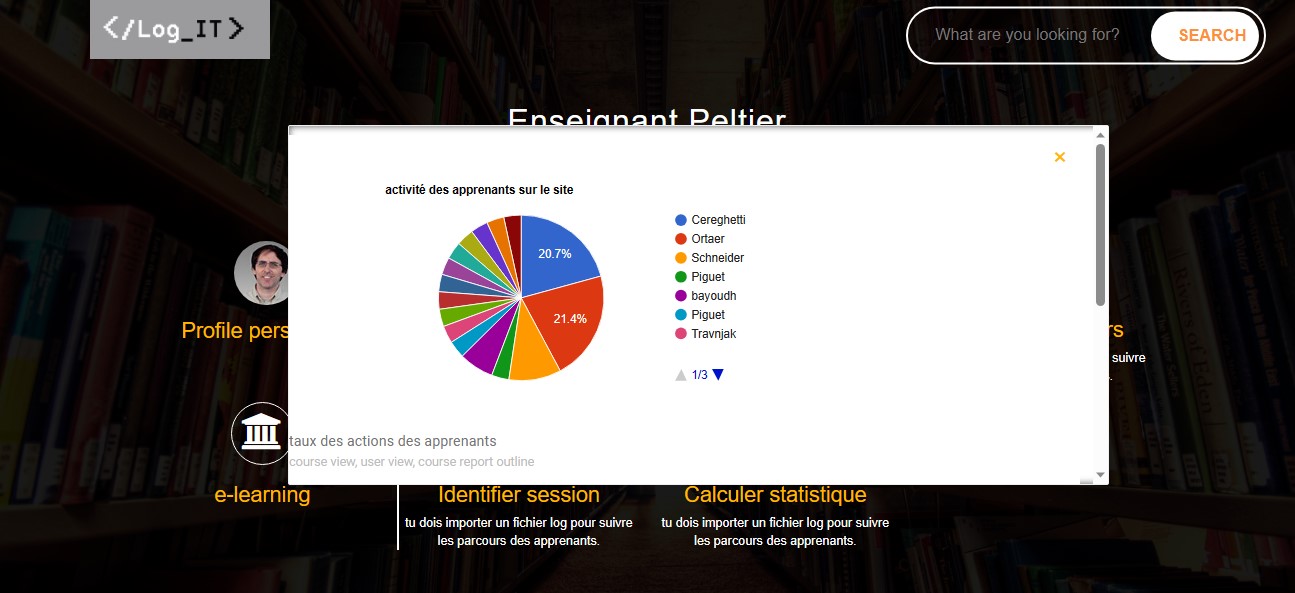 </Log_IT>
What are you looking for?
SEARCH
Enseignant Peltier
×
activité des apprenants sur le site
20.7%
21.4%
Cereghetti
Ortaer
Schneider
Piguet
bayoudh
Piguet
Travnjak
1/3
Profile pers
rs
suivre
taux des actions des apprenants
course view, user view, course report outline
e-learning
Identifier session
Calculer statistique
tu dois importer un fichier log pour suivre
les parcours des apprenants.
tu dois importer un fichier log pour suivre
les parcours des apprenants.